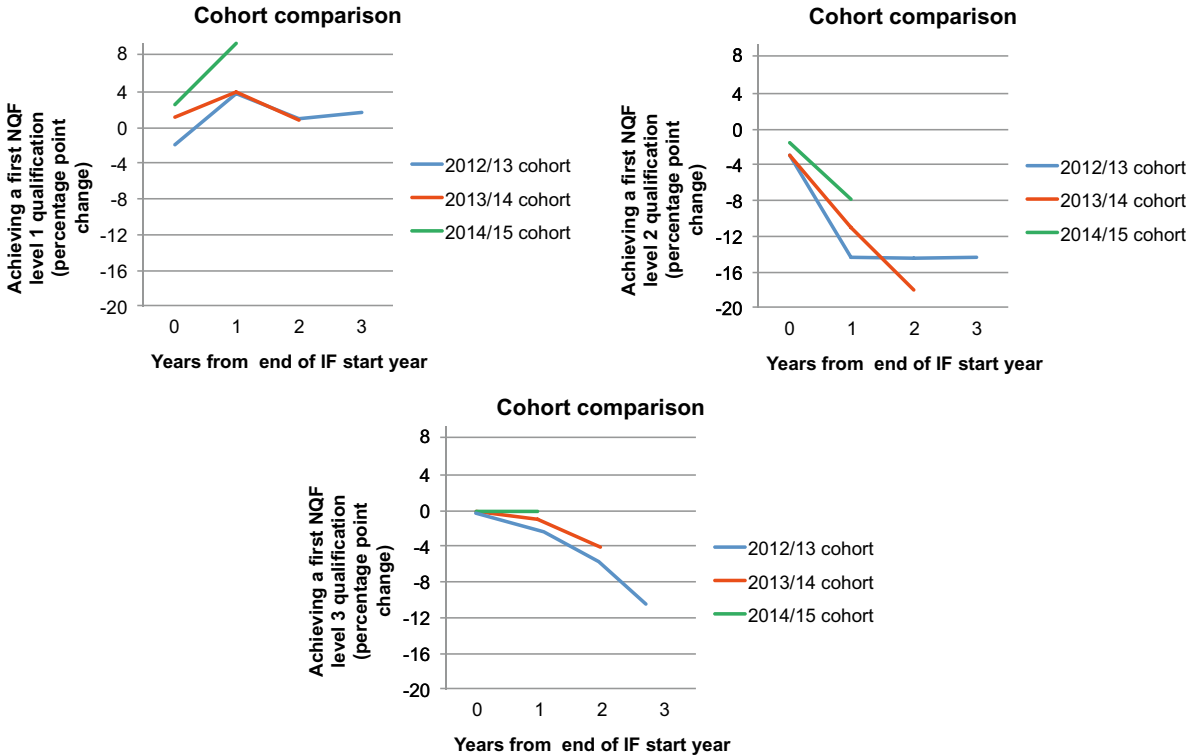 Cohort comparison
Achieving a first NQF
level 1 qualification
(percentage point
change)
8
4
0
-4
-8
-12
-16
-20
0 1 2 3
Years from end of IF start year
2012/13 cohort
2013/14 cohort
2014/15 cohort
Cohort comparison
Achieving a first NQF
level 2 qualification
(percentage point
change)
8
4
0
-4
-8
-12
-16
-20
0 1 2 3
Years from end of IF start year
2012/13 cohort
2013/14 cohort
2014/15 cohort
Cohort comparison
Achieving a first NQF
level 3 qualification
(percentage point
change)
8
4
0
-4
-8
-12
-16
-20
0 1 2 3
Years from end of IF start year
2012/13 cohort
2013/14 cohort
2014/15 cohort